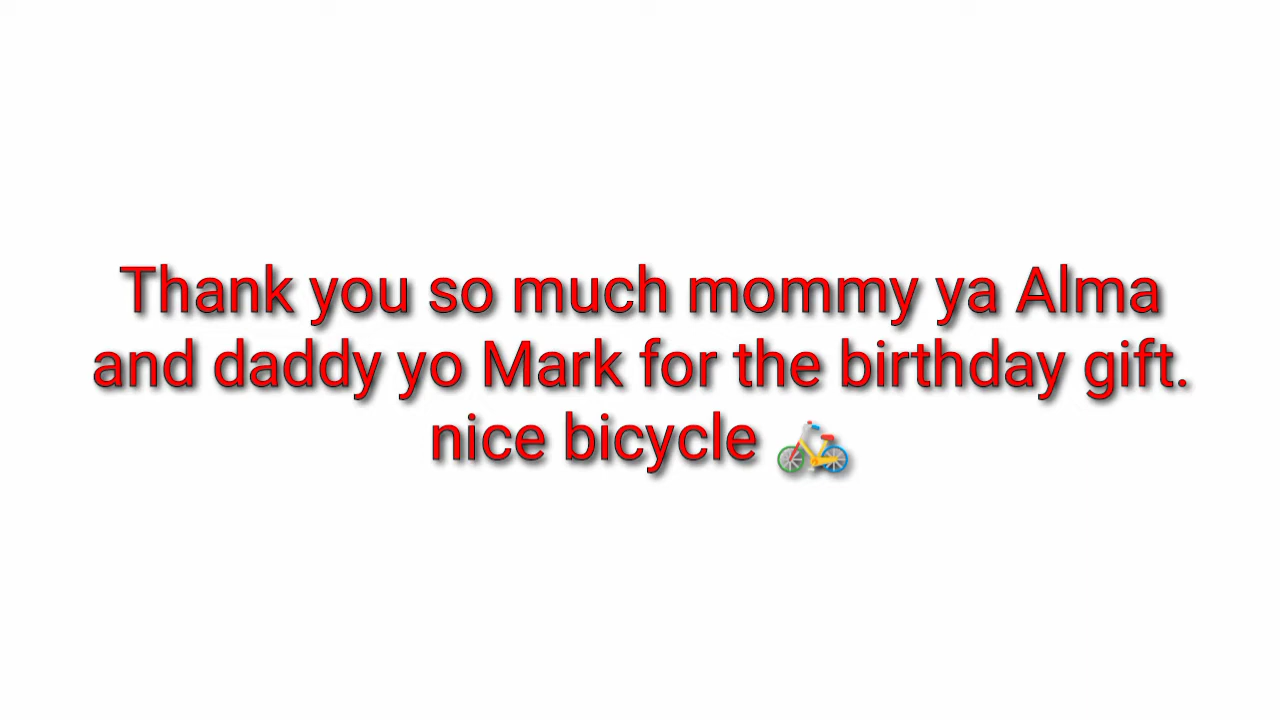 Thank you so much mommy ya Alma
and daddy yo Mark for the birthday gift.
nice bicycle 🚲